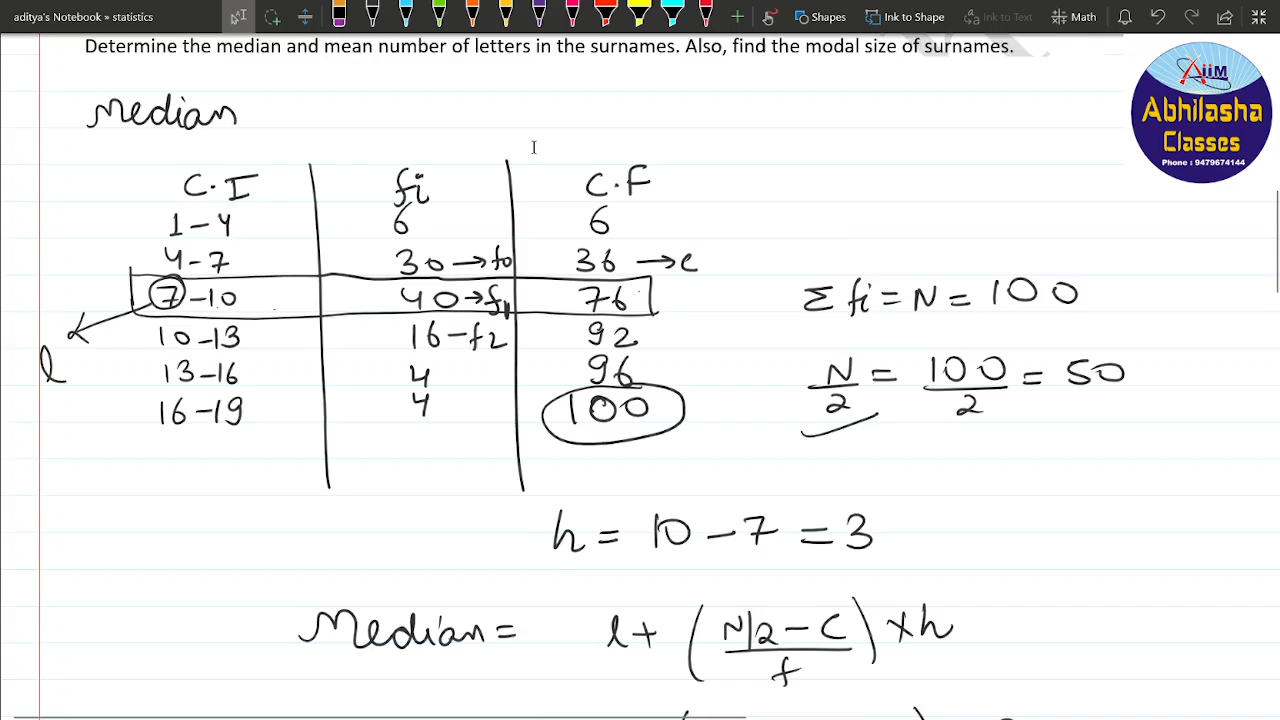 aditya's Notebook » statistics
Shapes Ink to Shape Ink to Text Math
Determine the median and mean number of letters in the surnames. Also, find the modal size of surnames.
AiiM
Abhilasha
Classes
Phone : 9479674144
Median
C.I fi C.F
1-4 6 6
4-7 30→f0 36→c
7-10 40→f1 76
l
10-13 16-f2 92
13-16 4 96
16-19 4 100
Σfi = N = 100
N/2 = 100/2 = 50
h = 10-7 = 3
Median = l+ (N/2-C/f) ×h